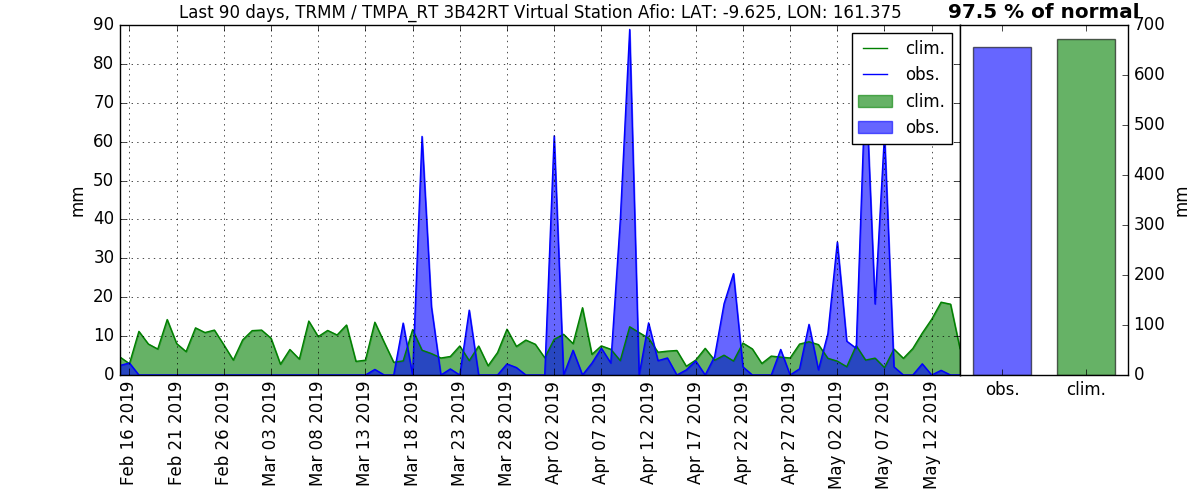 Last 90 days, TRMM / TMPA_RT 3B42RT Virtual Station Afio: LAT: -9.625, LON: 161.375
97.5 % of normal
90
80
70
60
50
40
30
20
10
0
mm
clim.
obs.
clim.
obs.
Feb 16 2019
Feb 21 2019
Feb 26 2019
Mar 03 2019
Mar 08 2019
Mar 13 2019
Mar 18 2019
Mar 23 2019
Mar 28 2019
Apr 02 2019
Apr 07 2019
Apr 12 2019
Apr 17 2019
Apr 22 2019
Apr 27 2019
May 02 2019
May 07 2019
May 12 2019
700
600
500
400
300
200
100
0
mm
obs.
clim.